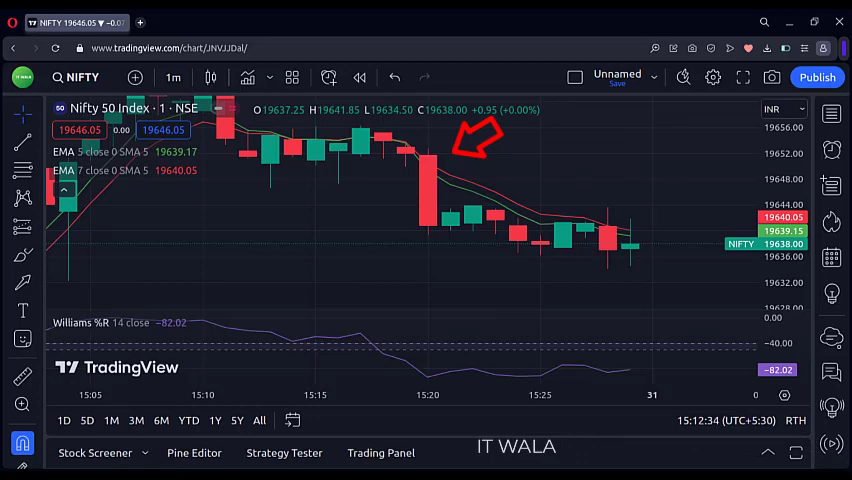 NIFTY 19646.05 ▼ −0.07
www.tradingview.com/chart/JNVJJDal/
IT WALA
NIFTY
1m
Unnamed
Save
Publish
50 Nifty 50 Index · 1 · NSE
O19637.25 H19641.85 L19634.50 C19638.00 +0.95 (+0.00%)
INR
19646.05 0.00 19646.05
EMA 5 close 0 SMA 5 19639.17
EMA 7 close 0 SMA 5 19640.05
19656.00
19652.00
19648.00
19644.00
19640.05
19639.15
NIFTY 19638.00
19636.00
19632.00
19628.00
Williams %R 14 close −82.02
0.00
−40.00
−82.02
TradingView
15:05 15:10 15:15 15:20 15:25 31 0
1D 5D 1M 3M 6M YTD 1Y 5Y All
15:12:34 (UTC+5:30) RTH
Stock Screener Pine Editor Strategy Tester Trading Panel
IT WALA